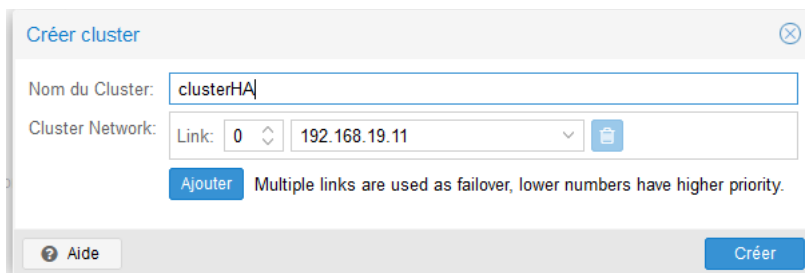 Créer cluster
Nom du Cluster: clusterHA
Cluster Network: Link: 0 192.168.19.11
Ajouter Multiple links are used as failover, lower numbers have higher priority.
Aide Créer